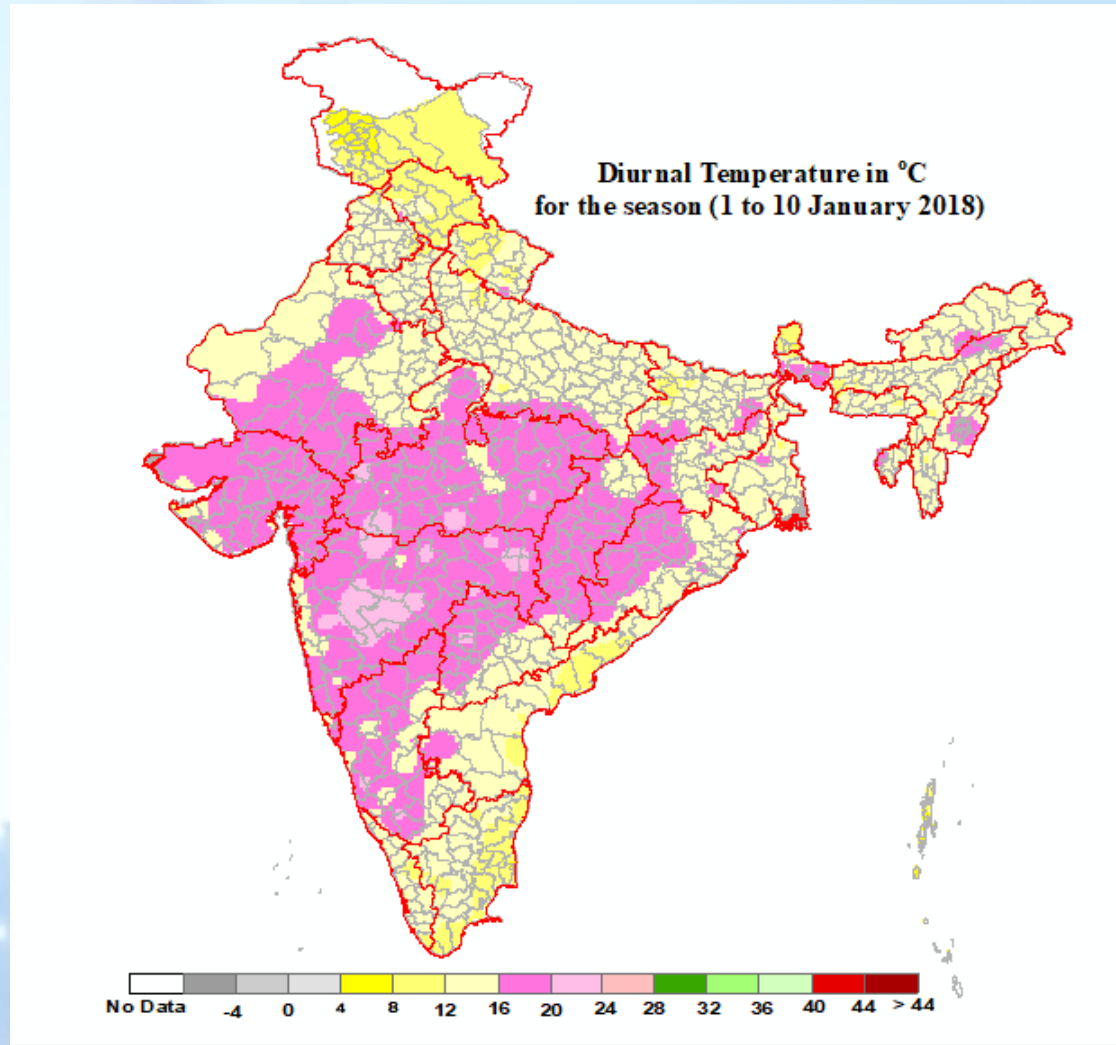 Diurnal Temperature in °C
for the season (1 to 10 January 2018)
No Data -4 0 4 8 12 16 20 24 28 32 36 40 44 > 44